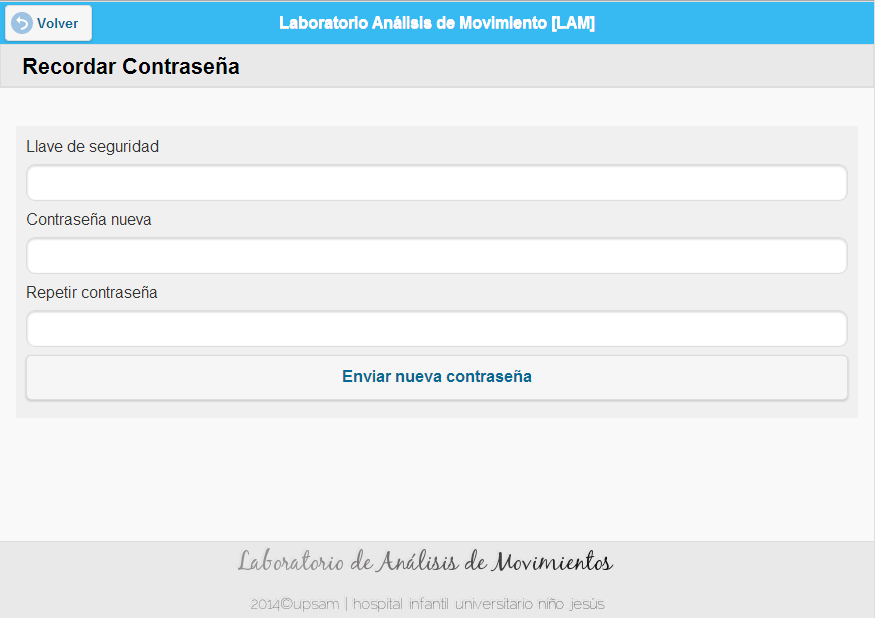 Volver
Laboratorio Análisis de Movimiento [LAM]
Recordar Contraseña
Llave de seguridad
Contraseña nueva
Repetir contraseña
Enviar nueva contraseña
Laboratorio de Análisis de Movimientos
2014©upsam | hospital infantil universitario niño jesús